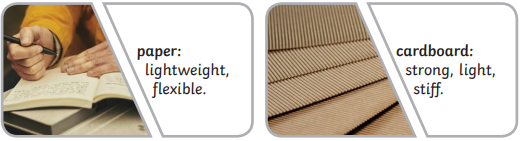 paper:
lightweight,
flexible.
cardboard:
strong, light,
stiff.